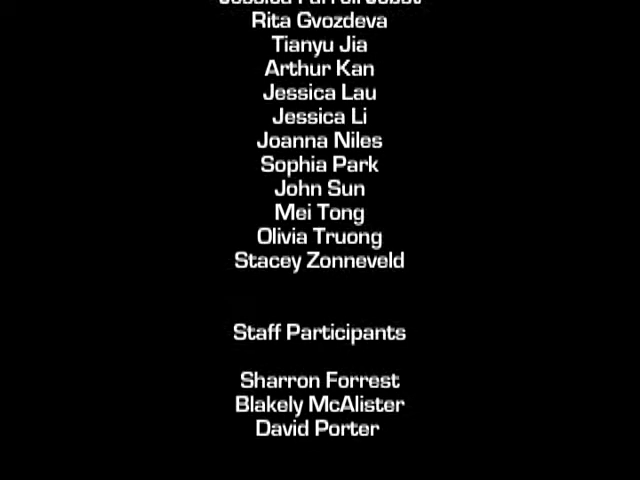 Rita Gvozdeva
Tianyu Jia
Arthur Kan
Jessica Lau
Jessica Li
Joanna Niles
Sophia Park
John Sun
Mei Tong
Olivia Truong
Stacey Zonneveld
Staff Participants
Sharron Forrest
Blakely McAlister
David Porter